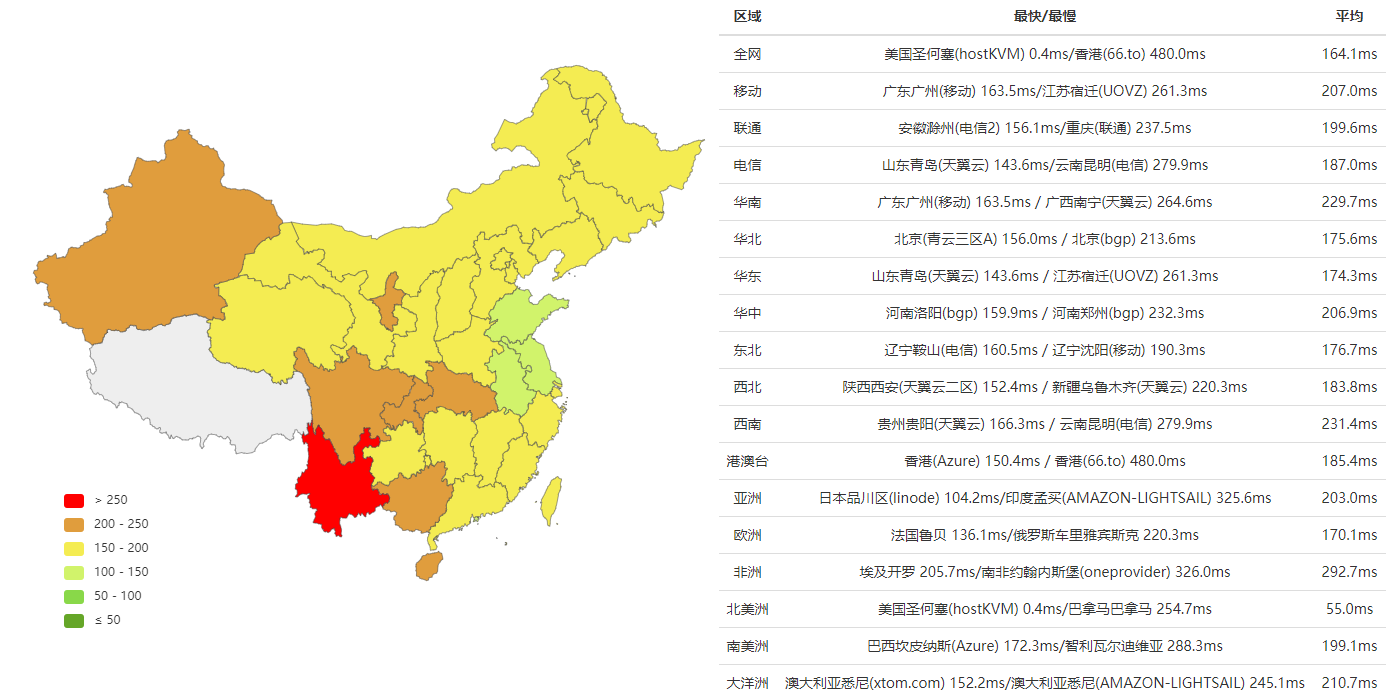 区域 最快/最慢 平均
全网 美国圣何塞(hostKVM) 0.4ms/香港(66.to) 480.0ms 164.1ms
移动 广东广州(移动) 163.5ms/江苏宿迁(UOVZ) 261.3ms 207.0ms
联通 安徽滁州(电信2) 156.1ms/重庆(联通) 237.5ms 199.6ms
电信 山东青岛(天翼云) 143.6ms/云南昆明(电信) 279.9ms 187.0ms
华南 广东广州(移动) 163.5ms / 广西南宁(天翼云) 264.6ms 229.7ms
华北 北京(青云三区A) 156.0ms / 北京(bgp) 213.6ms 175.6ms
华东 山东青岛(天翼云) 143.6ms / 江苏宿迁(UOVZ) 261.3ms 174.3ms
华中 河南洛阳(bgp) 159.9ms / 河南郑州(bgp) 232.3ms 206.9ms
东北 辽宁鞍山(电信) 160.5ms / 辽宁沈阳(移动) 190.3ms 176.7ms
西北 陕西西安(天翼云二区) 152.4ms / 新疆乌鲁木齐(天翼云) 220.3ms 183.8ms
西南 贵州贵阳(天翼云) 166.3ms / 云南昆明(电信) 279.9ms 231.4ms
港澳台 香港(Azure) 150.4ms / 香港(66.to) 480.0ms 185.4ms
亚洲 日本品川区(linode) 104.2ms/印度孟买(AMAZON-LIGHTSAIL) 325.6ms 203.0ms
欧洲 法国鲁贝 136.1ms/俄罗斯车里雅宾斯克 220.3ms 170.1ms
非洲 埃及开罗 205.7ms/南非约翰内斯堡(oneprovider) 326.0ms 292.7ms
北美洲 美国圣何塞(hostKVM) 0.4ms/巴拿马巴拿马 254.7ms 55.0ms
南美洲 巴西坎皮纳斯(Azure) 172.3ms/智利瓦尔迪维亚 288.3ms 199.1ms
大洋洲 澳大利亚悉尼(xtom.com) 152.2ms/澳大利亚悉尼(AMAZON-LIGHTSAIL) 245.1ms 210.7ms
> 250
200 - 250
150 - 200
100 - 150
50 - 100
≤ 50